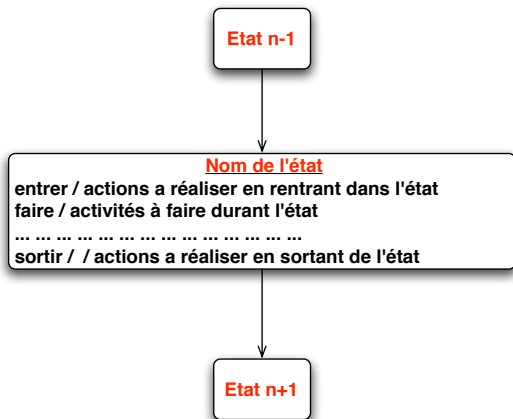 Etat n-1
Nom de l'état
entrer / actions a réaliser en rentrant dans l'état
faire / activités à faire durant l'état
... ... ... ... ... ... ... ... ... ... ... ... ... ...
sortir /  / actions a réaliser en sortant de l'état
Etat n+1